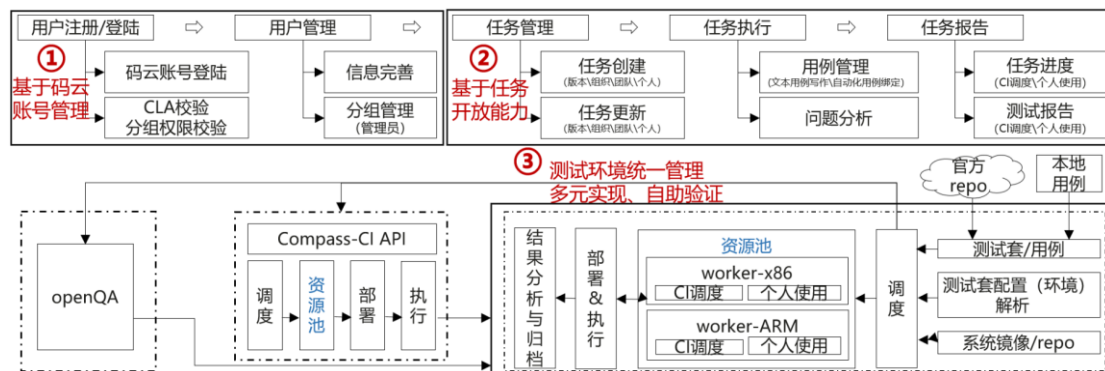 用户注册/登陆
用户管理
①
基于码云
账号管理
码云账号登陆
CLA校验
分组权限校验
信息完善
分组管理
(管理员)
任务管理
任务执行
任务报告
②
基于任务
开放能力
任务创建
(版本\组织\团队\个人)
任务更新
(版本\组织\团队\个人)
用例管理
(文本用例写作\自动化用例绑定)
问题分析
任务进度
(CI调度\个人使用)
测试报告
(CI调度\个人使用)
③
测试环境统一管理
多元实现、自助验证
官方
repo
本地
用例
openQA
Compass-CI API
调度
资源池
部署
执行
结果分析与归档
部署&执行
资源池
worker-x86
CI调度
个人使用
worker-ARM
CI调度
个人使用
调度
测试套/用例
测试套配置（环境）
解析
系统镜像/repo